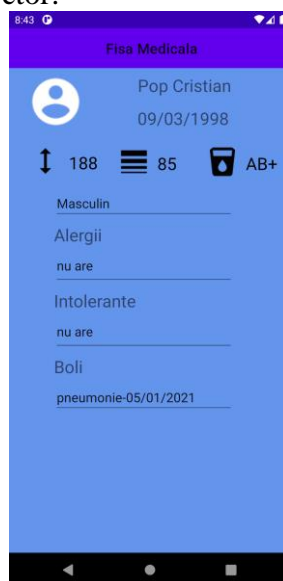 ctor.
8:43
Fisa Medicala
Pop Cristian
09/03/1998
188 85 AB+
Masculin
Alergii
nu are
Intolerante
nu are
Boli
pneumonie-05/01/2021